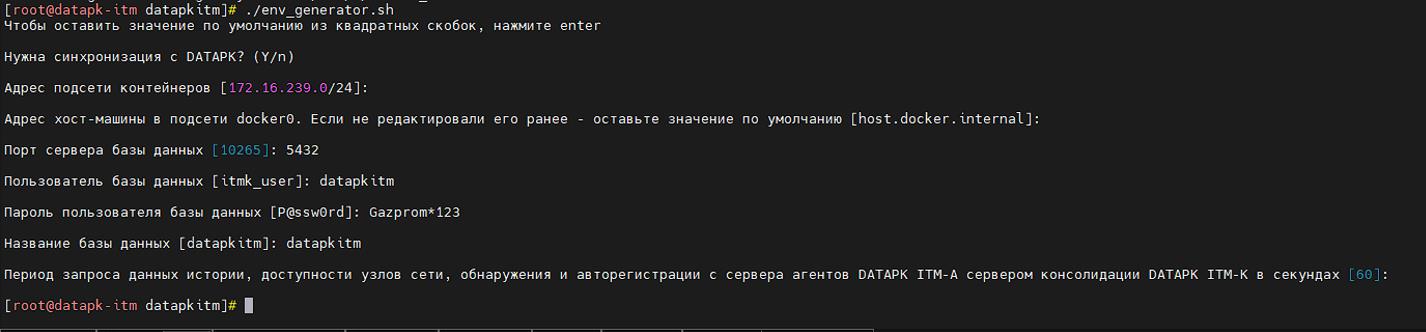 [root@datapk-itm datapkitm]# ./env_generator.sh
Чтобы оставить значение по умолчанию из квадратных скобок, нажмите enter
Нужна синхронизация с DATAPK? (Y/n)
Адрес подсети контейнеров [172.16.239.0/24]:
Адрес хост-машины в подсети docker0. Если не редактировали его ранее - оставьте значение по умолчанию [host.docker.internal]:
Порт сервера базы данных [10265]: 5432
Пользователь базы данных [itmk_user]: datapkitm
Пароль пользователя базы данных [P@ssw0rd]: Gazprom*123
Название базы данных [datapkitm]: datapkitm
Период запроса данных истории, доступности узлов сети, обнаружения и авторегистрации с сервера агентов DATAPK ITM-A сервером консолидации DATAPK ITM-K в секундах [60]:
[root@datapk-itm datapkitm]#